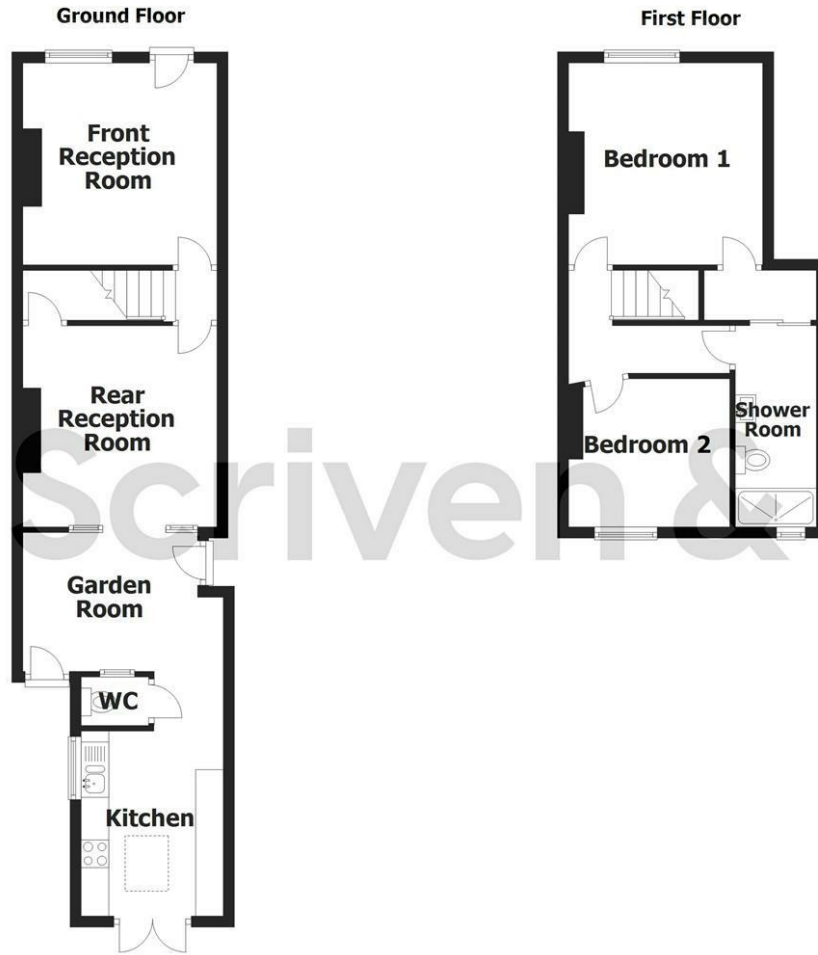 Ground Floor
First Floor
Front
Reception
Room
Bedroom 1
Rear
Reception
Room
Shower
Room
Bedroom 2
Scriven &
Garden
Room
WC
Kitchen